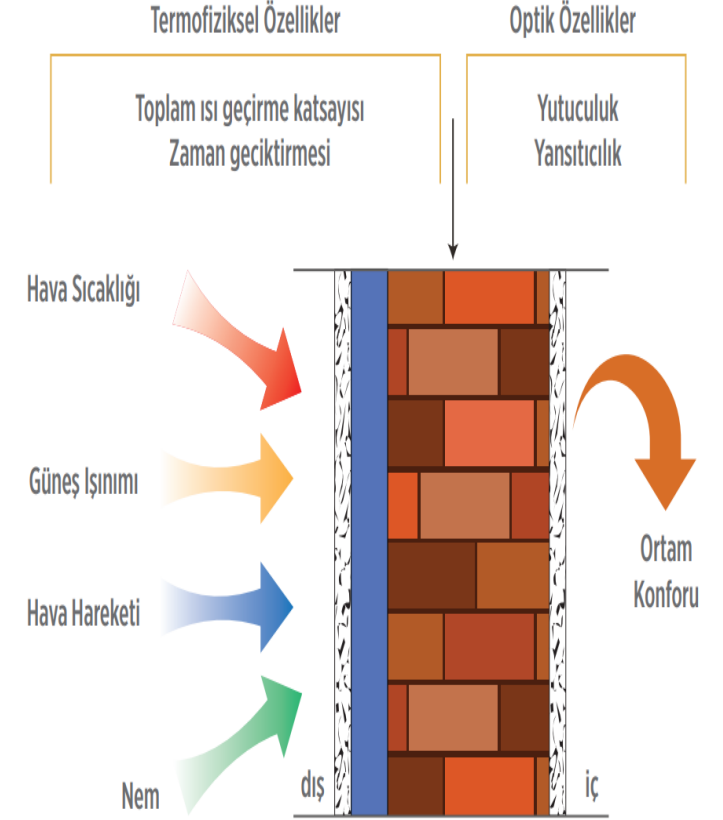 Termofiziksel Özellikler
Optik Özellikler
Toplam ısı geçirme katsayısı
Zaman geciktirmesi
Yutuculuk
Yansıtıcılık
Hava Sıcaklığı
Güneş Işınımı
Hava Hareketi
Nem
dış
iç
Ortam
Konforu